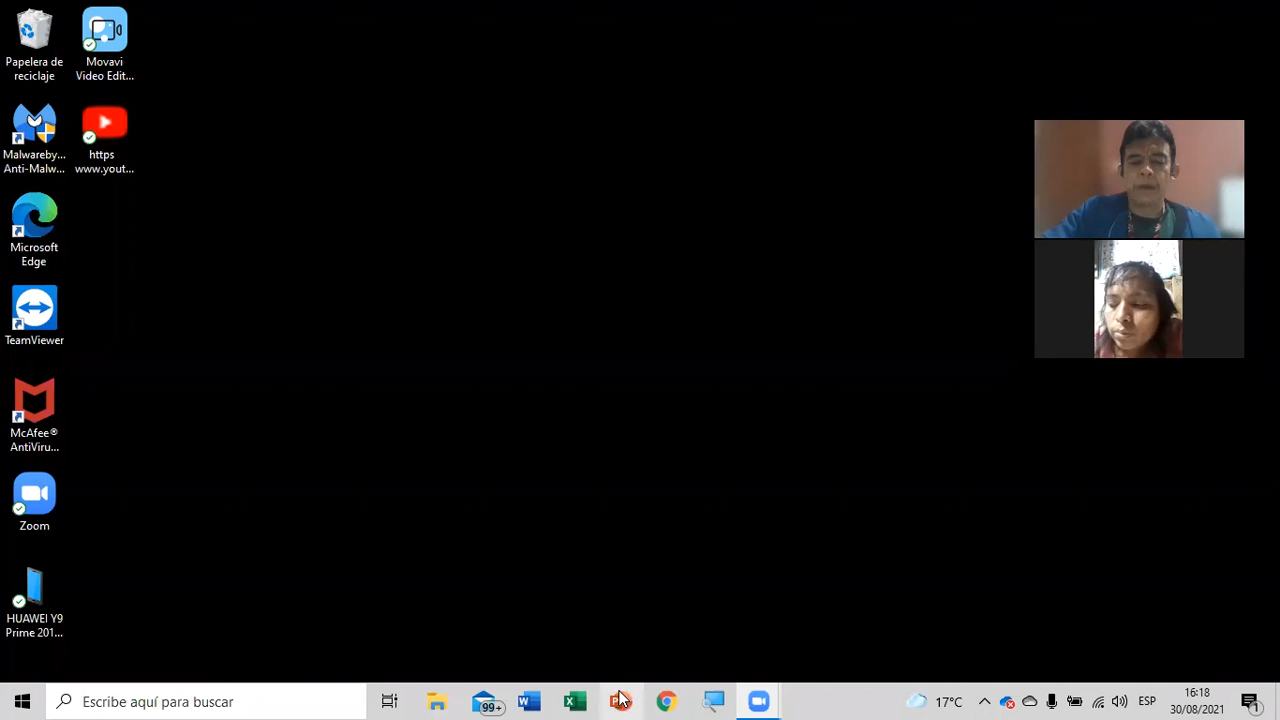 Papelera de
reciclaje
Movavi
Video Edit...
Malwareby...
Anti-Malw...
https
www.yout...
Microsoft
Edge
TeamViewer
McAfee®
AntiViru...
Zoom
HUAWEI Y9
Prime 201...
Escribe aquí para buscar
99+
17°C
ESP
16:18
30/08/2021
1